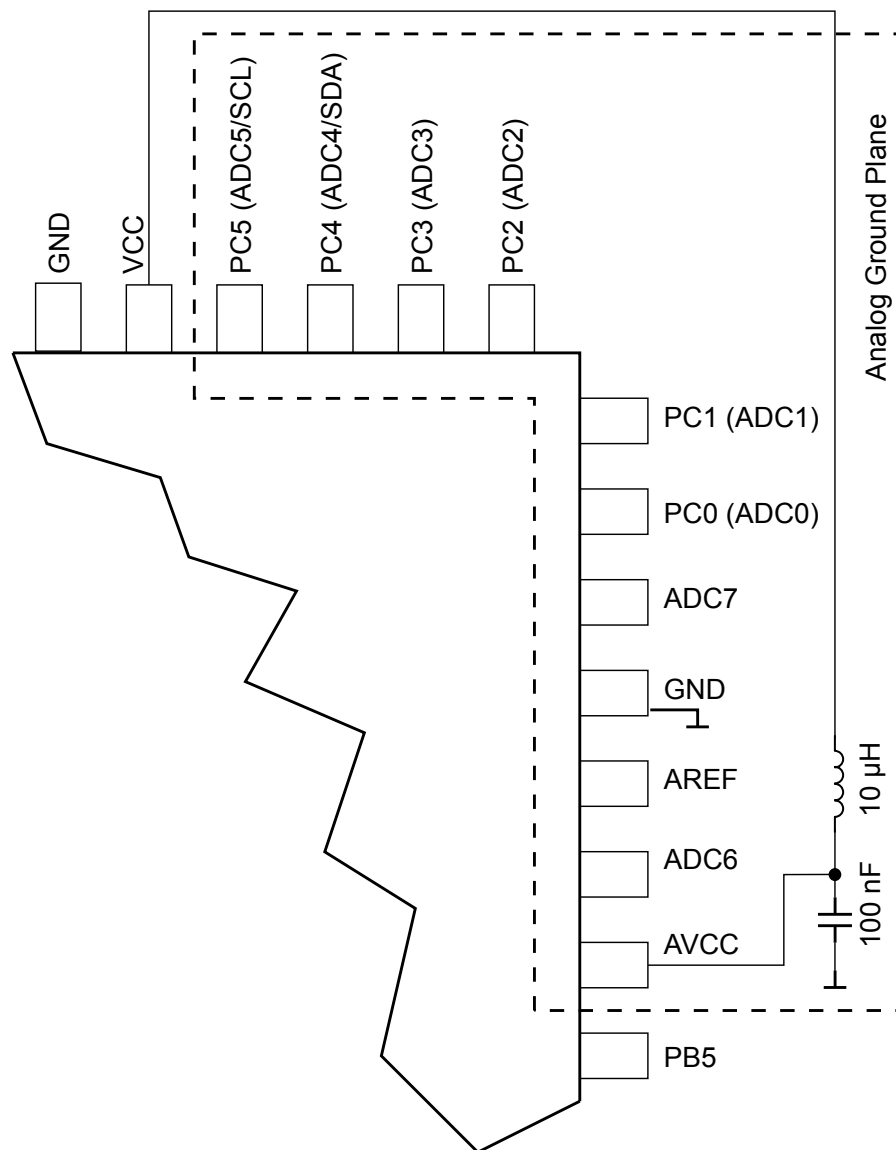 GND
VCC
PC5 (ADC5/SCL)
PC4 (ADC4/SDA)
PC3 (ADC3)
PC2 (ADC2)
Analog Ground Plane
PC1 (ADC1)
PC0 (ADC0)
ADC7
GND
AREF
10 µH
ADC6
100 nF
AVCC
PB5